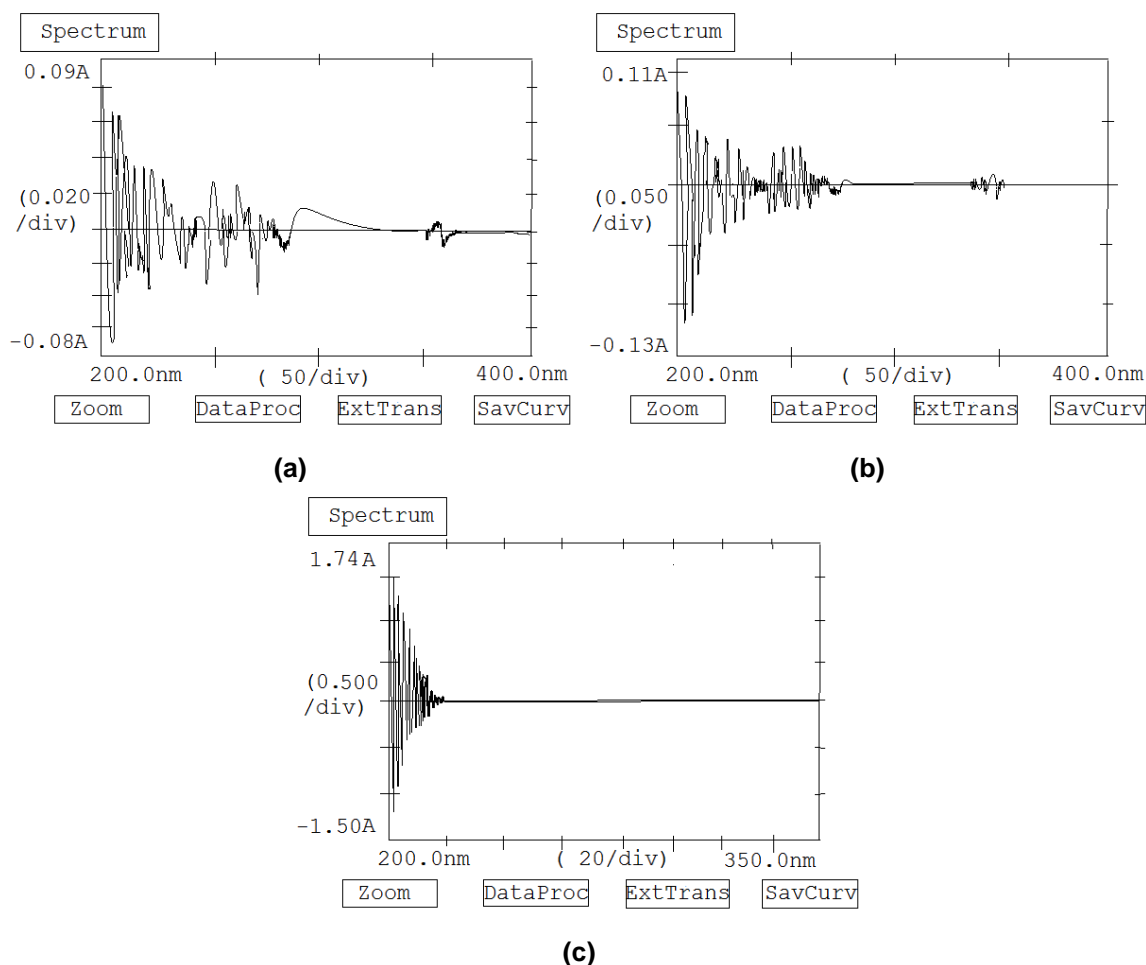 Spectrum
0.09A
(0.020
/div)
-0.08A
200.0nm ( 50/div) 400.0nm
Zoom DataProc ExtTrans SavCurv
(a)
Spectrum
0.11A
(0.050
/div)
-0.13A
200.0nm ( 50/div) 400.0nm
Zoom DataProc ExtTrans SavCurv
(b)
Spectrum
1.74A
(0.500
/div)
-1.50A
200.0nm ( 20/div) 350.0nm
Zoom DataProc ExtTrans SavCurv
(c)